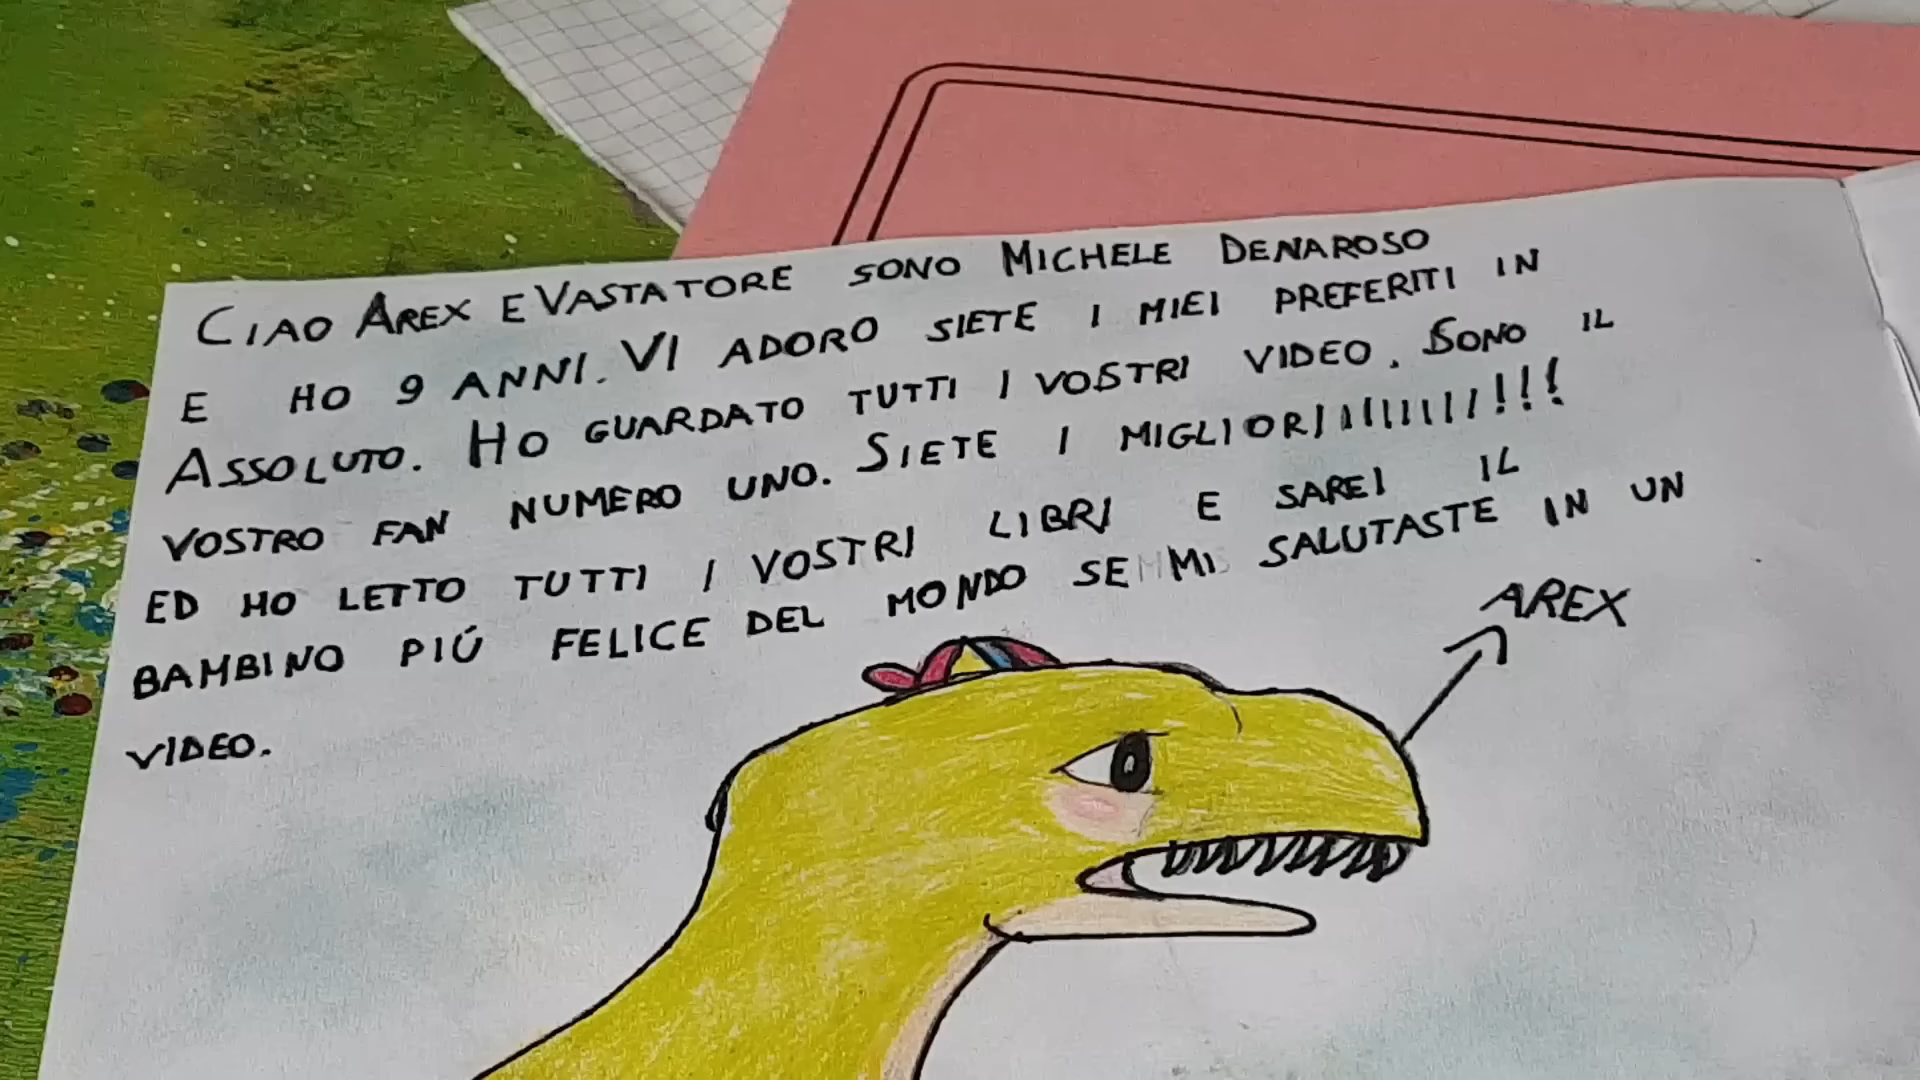 CIAO AREX E VASTATORE SONO MICHELE DENAROSO
E HO 9 ANNI. VI ADORO SIETE I MIEI PREFERITI IN
ASSOLUTO. HO GUARDATO TUTTI I VOSTRI VIDEO. SONO IL
VOSTRO FAN NUMERO UNO. SIETE I MIGLIORIIIIIIIII!!!
ED HO LETTO TUTTI I VOSTRI LIBRI E SAREI IL
BAMBINO PIÚ FELICE DEL MONDO SE MI SALUTASTE IN UN
VIDEO.
AREX